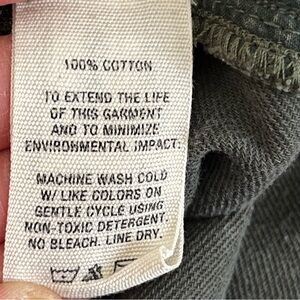 100% COTTON
TO EXTEND THE LIFE
OF THIS GARMENT
AND TO MINIMIZE
ENVIRONMENTAL IMPACT:
MACHINE WASH COLD
W/ LIKE COLORS ON
GENTLE CYCLE USING
NON-TOXIC DETERGENT.
NO BLEACH. LINE DRY.